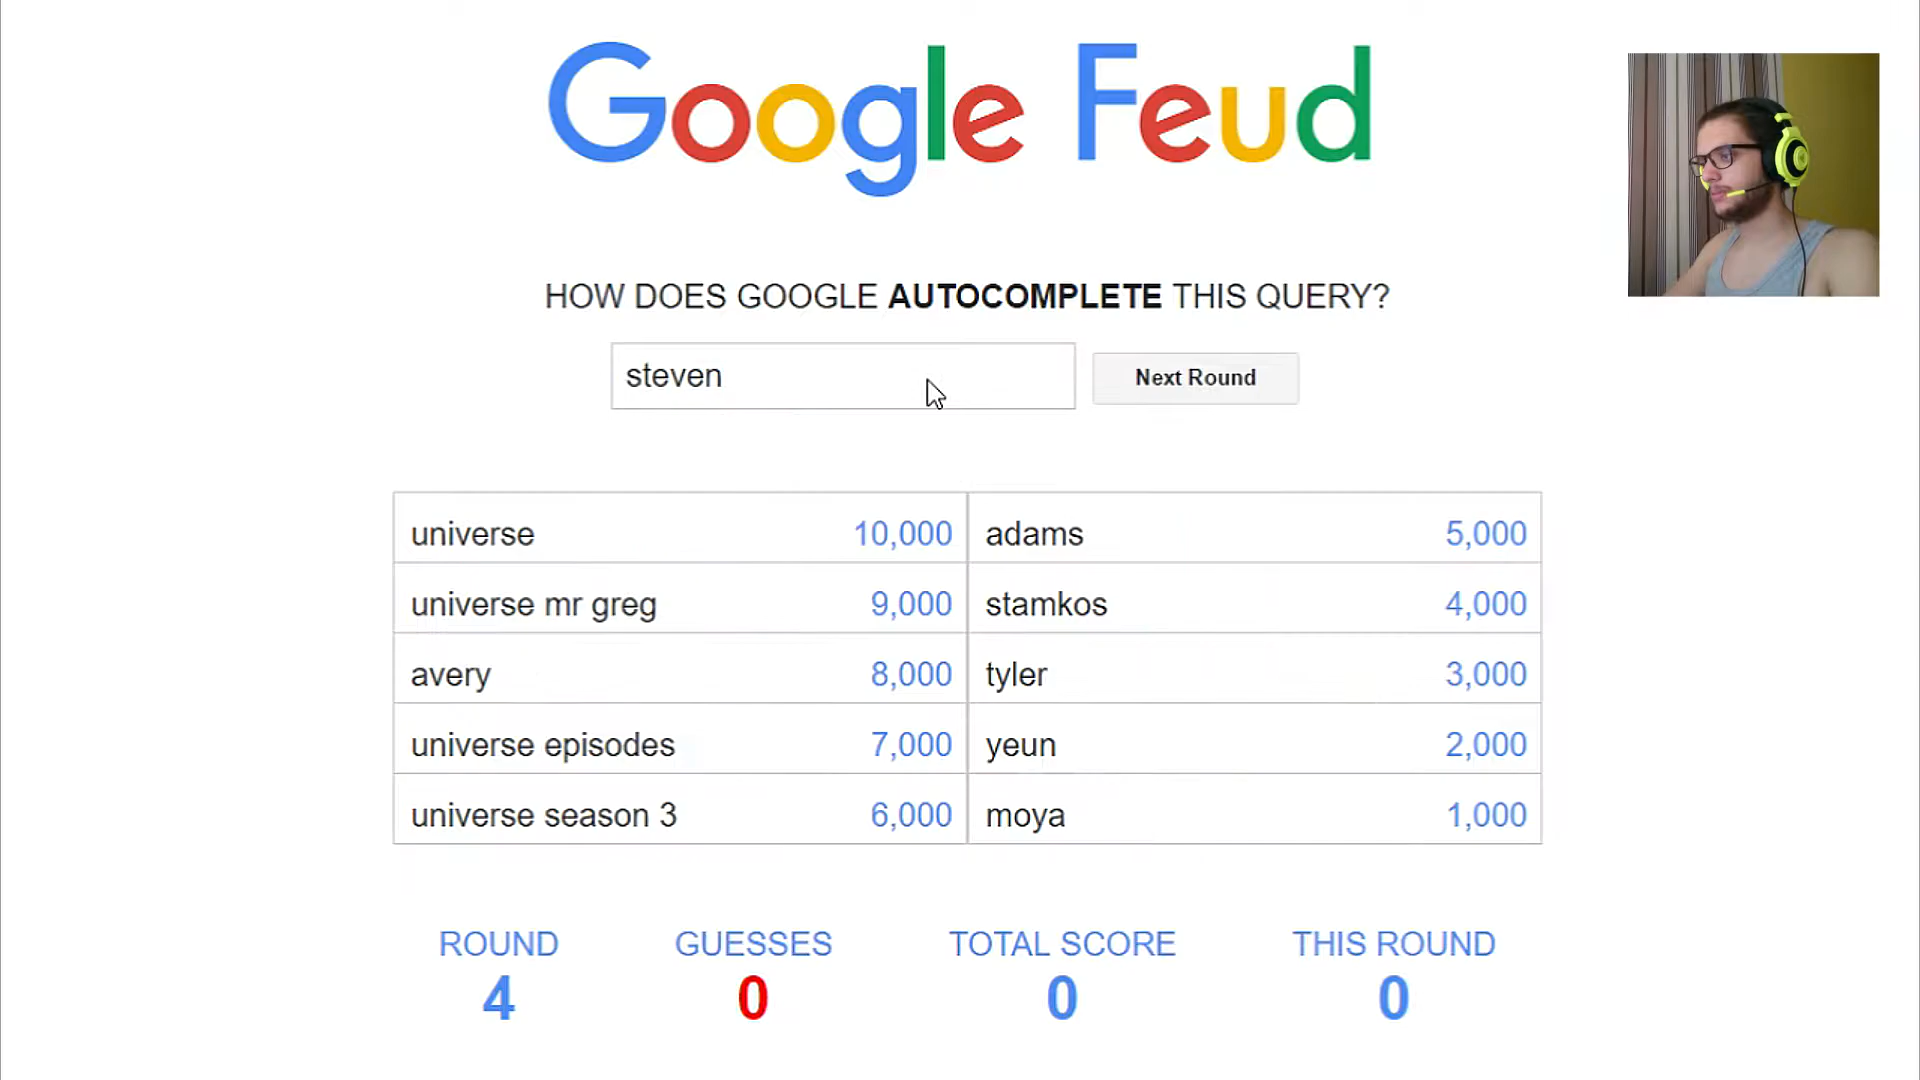 Google Feud
HOW DOES GOOGLE AUTOCOMPLETE THIS QUERY?
steven
Next Round
universe 10,000
adams 5,000
universe mr greg 9,000
stamkos 4,000
avery 8,000
tyler 3,000
universe episodes 7,000
yeun 2,000
universe season 3 6,000
moya 1,000
ROUND GUESSES TOTAL SCORE THIS ROUND
4 0 0 0